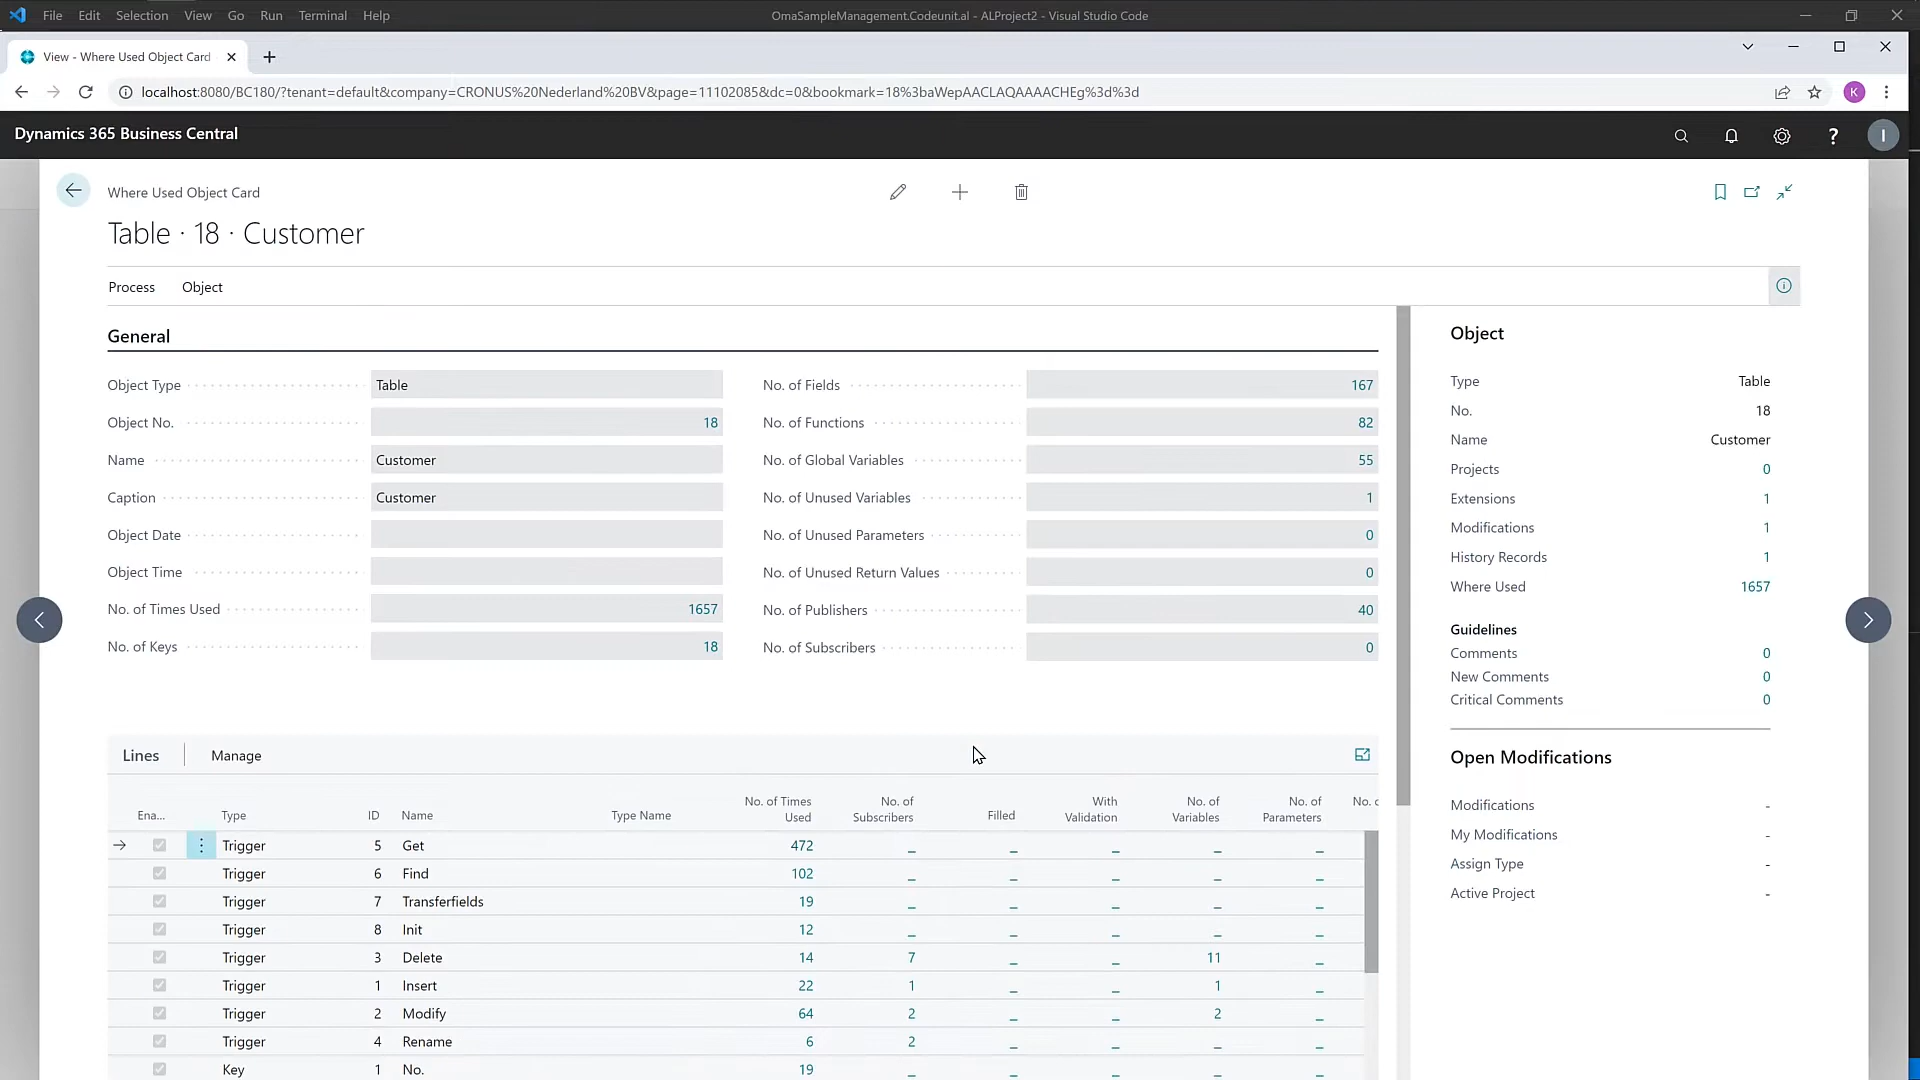 File Edit Selection View Go Run Terminal Help OmaSampleManagement.Codeunit.al - ALProject2 - Visual Studio Code
View - Where Used Object Card
localhost:8080/BC180/?tenant=default&company=CRONUS%20Nederland%20BV&page=11102085&dc=0&bookmark=18%3baWepAACLAQAAAACHEg%3d%3d K
Dynamics 365 Business Central ? I
Where Used Object Card
Table · 18 · Customer
Process Object
General
Object Type Table
Object No. 18
Name Customer
Caption Customer
Object Date
Object Time
No. of Times Used 1657
No. of Keys 18
No. of Fields 167
No. of Functions 82
No. of Global Variables 55
No. of Unused Variables 1
No. of Unused Parameters 0
No. of Unused Return Values 0
No. of Publishers 40
No. of Subscribers 0
Lines Manage
Ena... Type ID Name Type Name No. of Times Used No. of Subscribers Filled With Validation No. of Variables No. of Parameters No. c
Trigger 5 Get 472 _ _ _ _ _
Trigger 6 Find 102 _ _ _ _ _
Trigger 7 Transferfields 19 _ _ _ _ _
Trigger 8 Init 12 _ _ _ _ _
Trigger 3 Delete 14 7 _ _ 11 _
Trigger 1 Insert 22 1 _ _ 1 _
Trigger 2 Modify 64 2 _ _ 2 _
Trigger 4 Rename 6 2 _ _ _ _
Key 1 No. 19 _ _ _ _ _
Object
Type Table
No. 18
Name Customer
Projects 0
Extensions 1
Modifications 1
History Records 1
Where Used 1657
Guidelines
Comments 0
New Comments 0
Critical Comments 0
Open Modifications
Modifications -
My Modifications -
Assign Type -
Active Project -